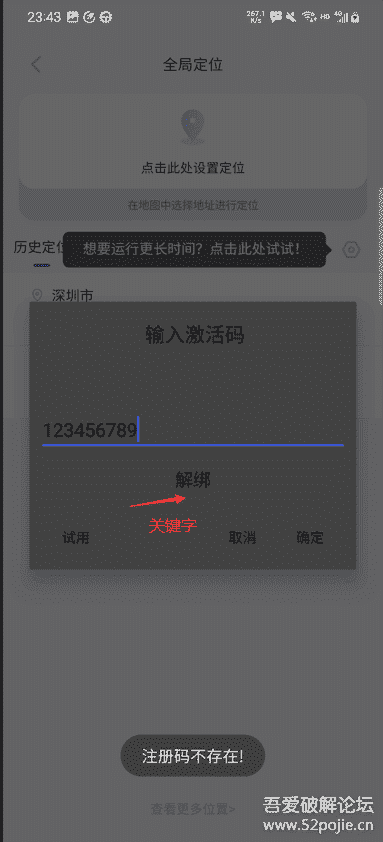 23:43 267.1 K/s HD 4G
全局定位
点击此处设置定位
在地图中选择地址进行定位
历史定位
想要运行更长时间？点击此处试试！
深圳市
输入激活码
123456789
解绑
关键字
试用 取消 确定
注册码不存在!
查看更多位置>
吾爱破解论坛
www.52pojie.cn